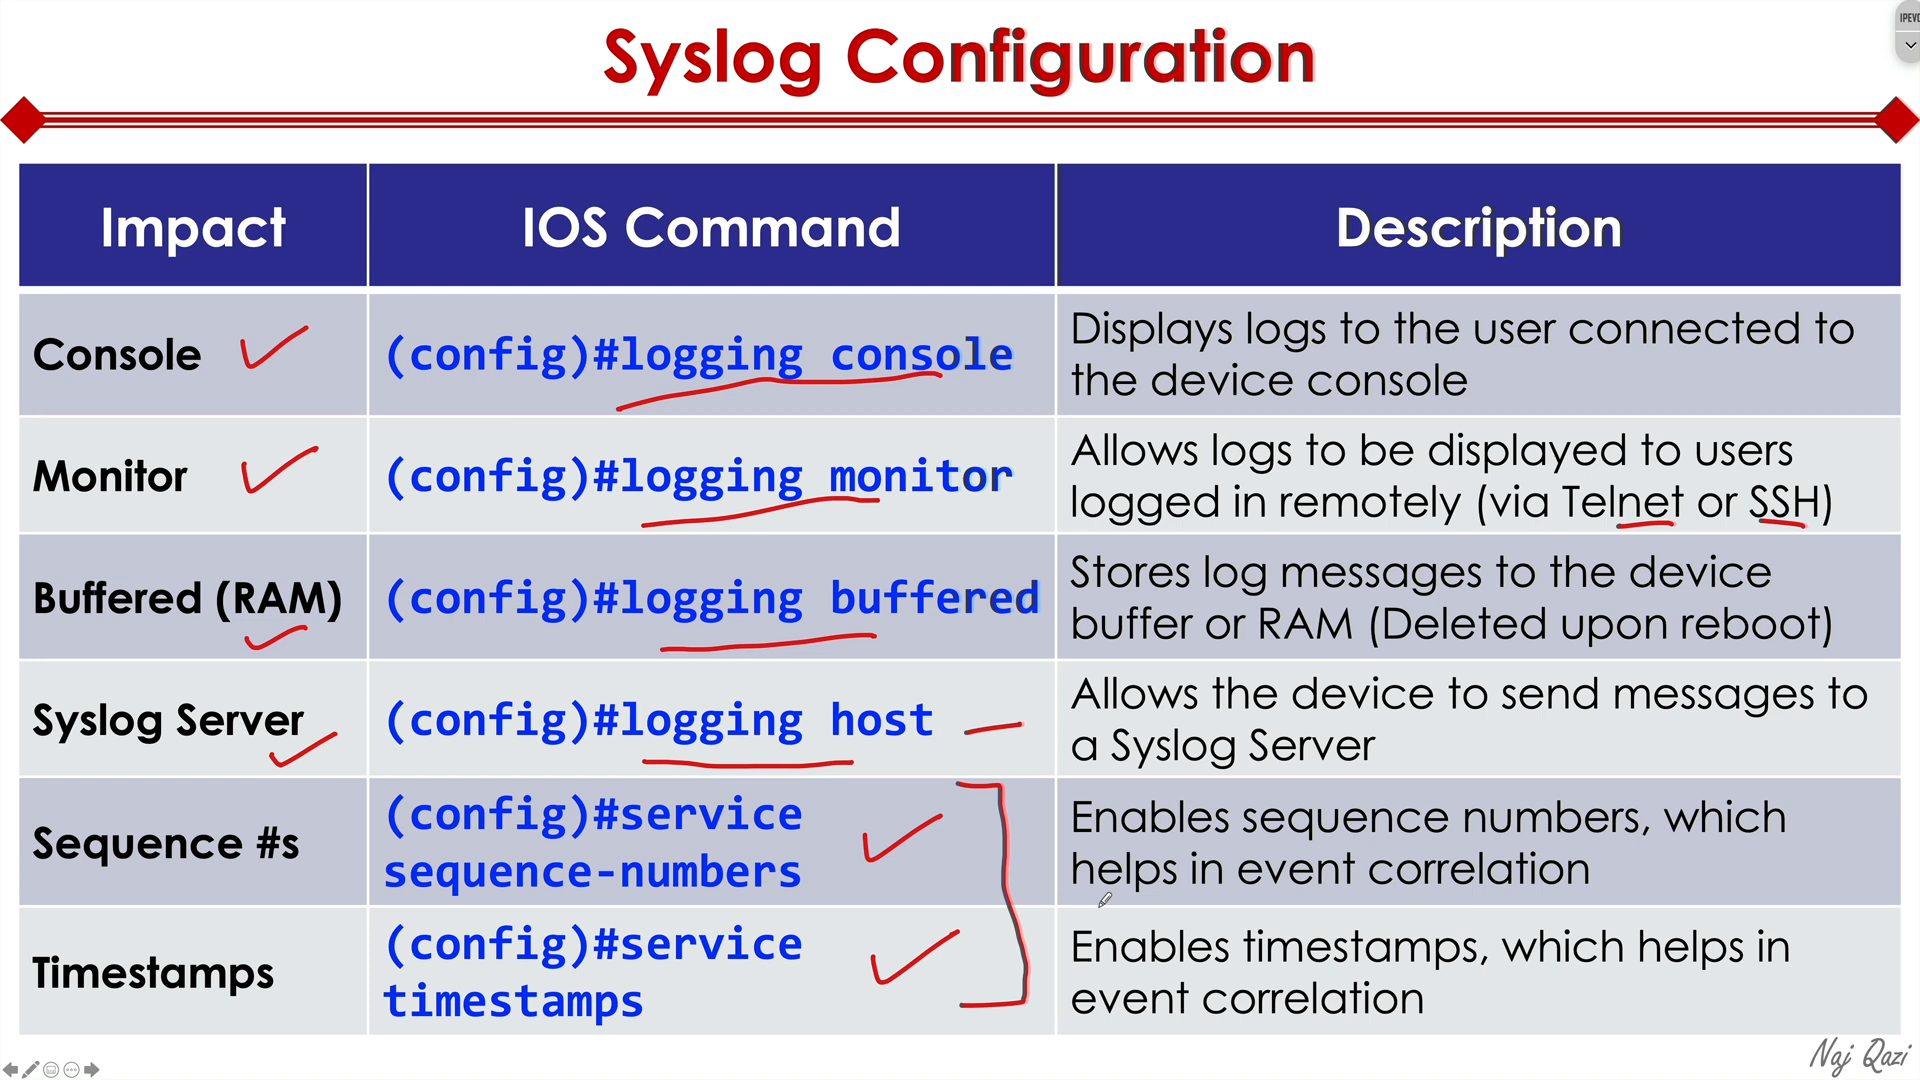 Syslog Configuration
IPEVO
Impact
IOS Command
Description
Console
(config)#logging console
Displays logs to the user connected to
the device console
Monitor
(config)#logging monitor
Allows logs to be displayed to users
logged in remotely (via Telnet or SSH)
Buffered (RAM)
(config)#logging buffered
Stores log messages to the device
buffer or RAM (Deleted upon reboot)
Syslog Server
(config)#logging host
Allows the device to send messages to
a Syslog Server
Sequence #s
(config)#service
sequence-numbers
Enables sequence numbers, which
helps in event correlation
Timestamps
(config)#service
timestamps
Enables timestamps, which helps in
event correlation
Naj Qazi